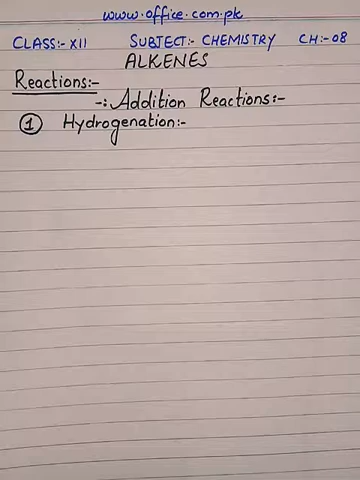 www.office.com.pk
CLASS:- XII SUBJECT:- CHEMISTRY CH:-08
ALKENES
Reactions:-
-:Addition Reactions:-
1 Hydrogenation:-